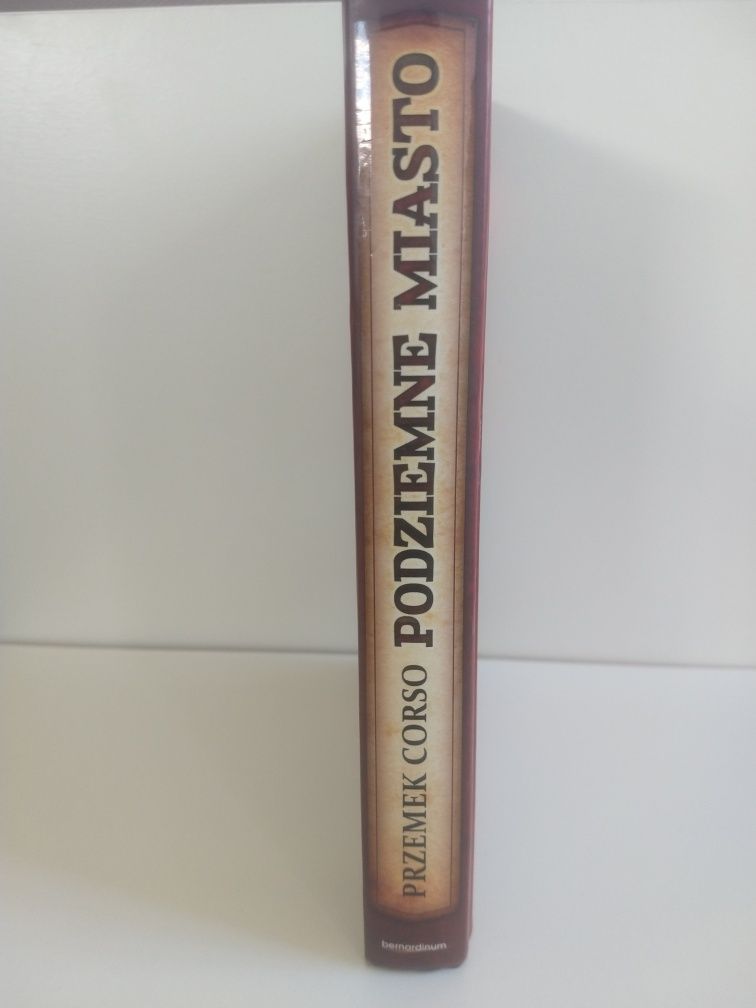 PRZEMEK CORSO PODZIEMNE MIASTO
bernardinum